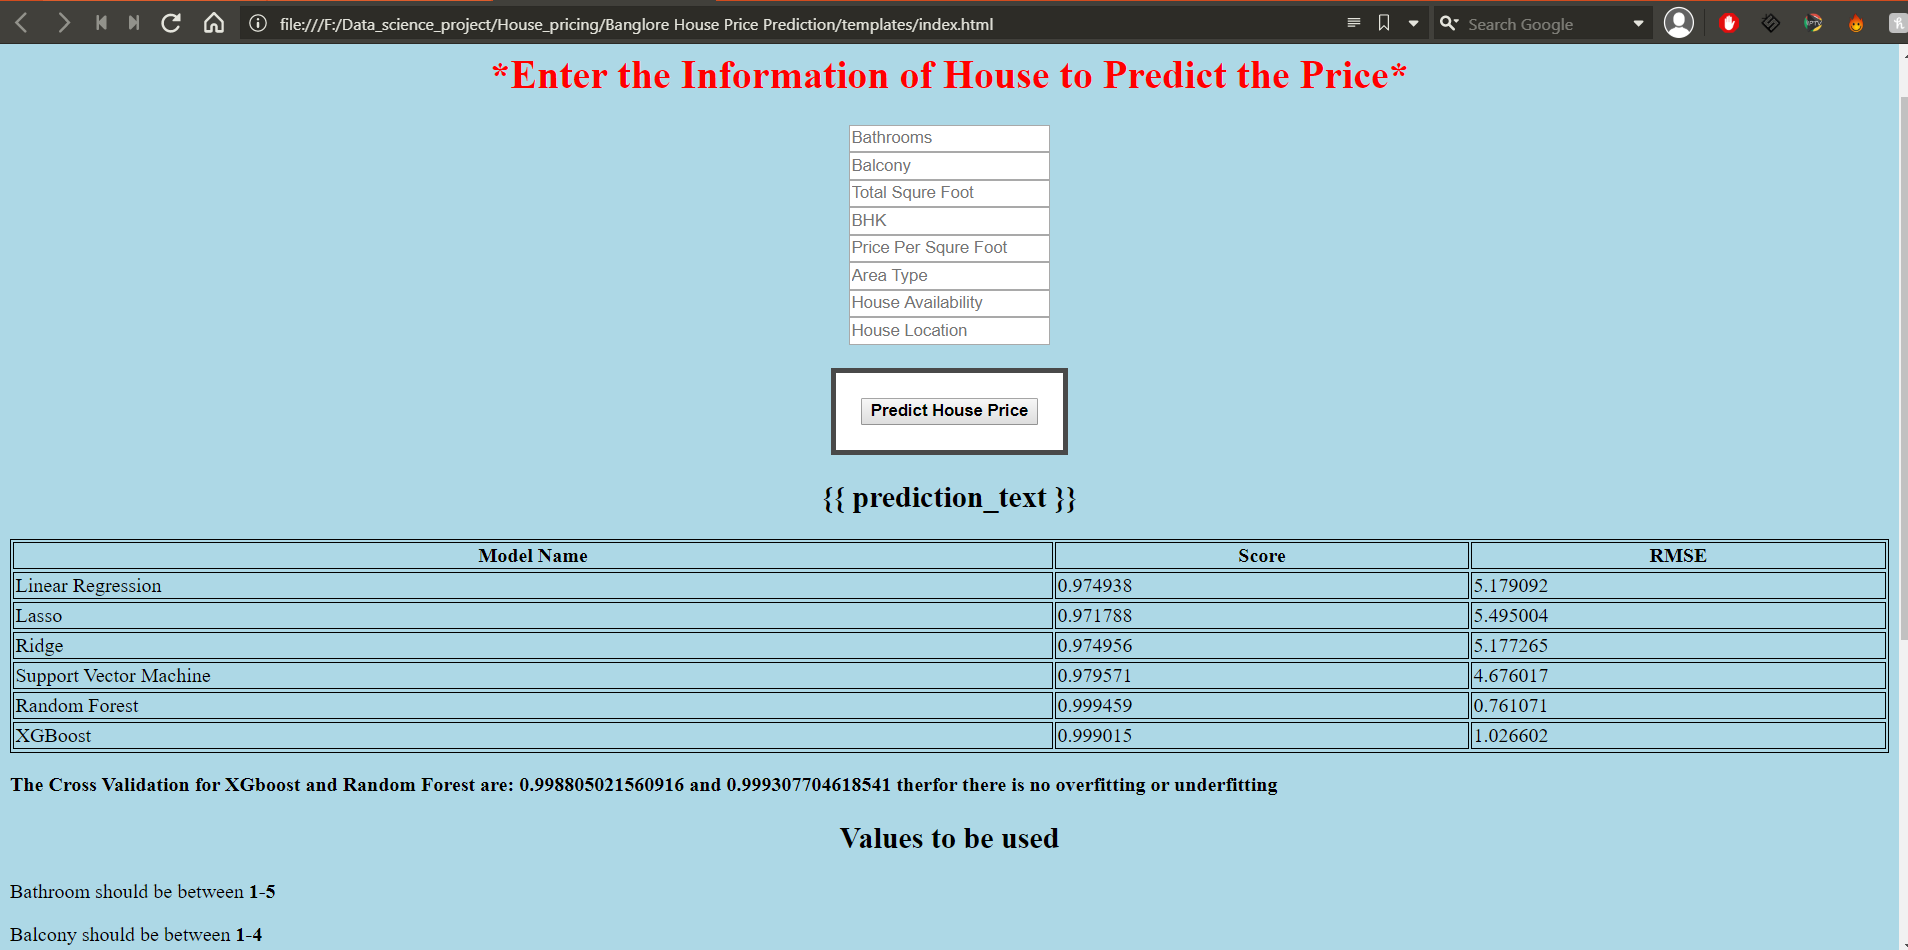 file:///F:/Data_science_project/House_pricing/Banglore House Price Prediction/templates/index.html
Search Google
*Enter the Information of House to Predict the Price*
Bathrooms
Balcony
Total Squre Foot
BHK
Price Per Squre Foot
Area Type
House Availability
House Location
Predict House Price
{{ prediction_text }}
Model Name Score RMSE
Linear Regression 0.974938 5.179092
Lasso 0.971788 5.495004
Ridge 0.974956 5.177265
Support Vector Machine 0.979571 4.676017
Random Forest 0.999459 0.761071
XGBoost 0.999015 1.026602
The Cross Validation for XGboost and Random Forest are: 0.998805021560916 and 0.999307704618541 therfor there is no overfitting or underfitting
Values to be used
Bathroom should be between 1-5
Balcony should be between 1-4